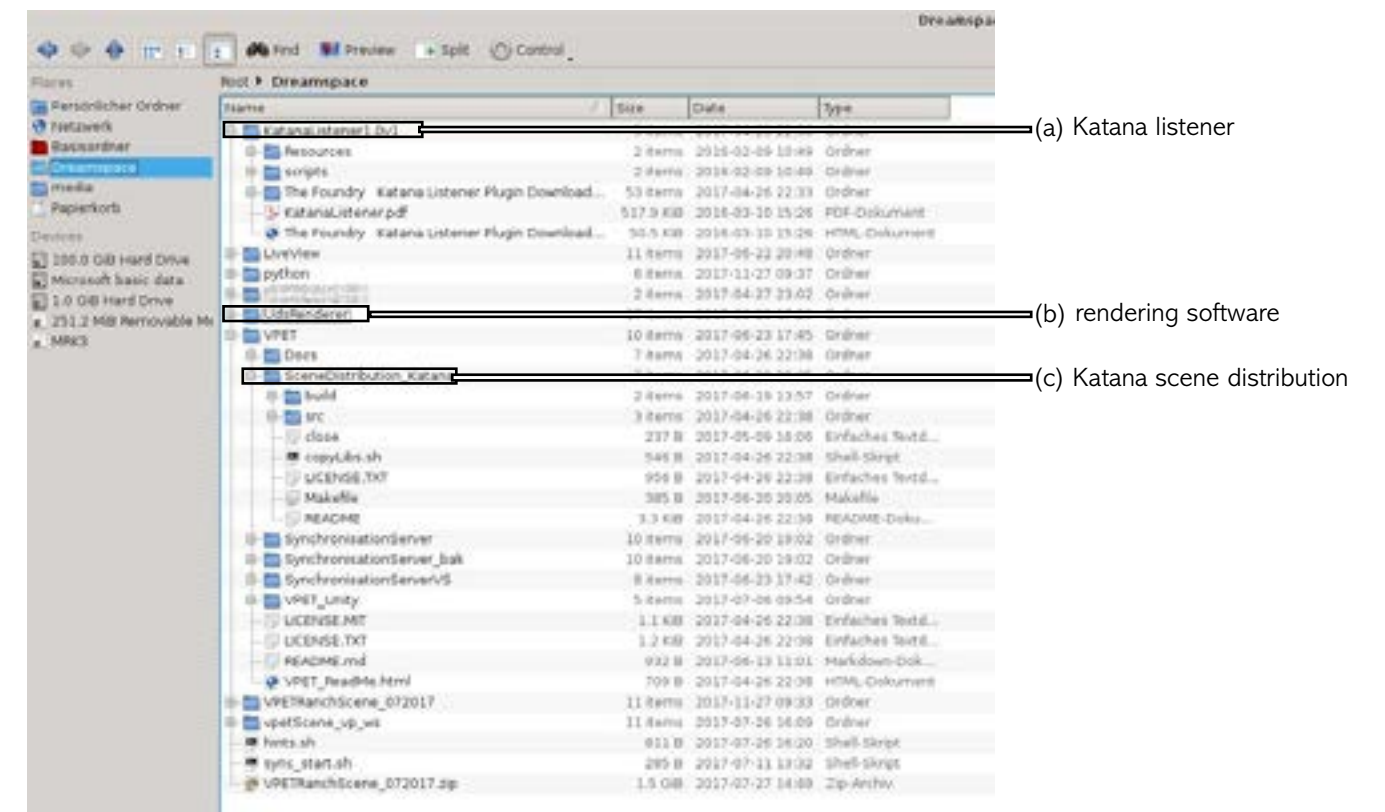 Dreamspa
Find Preview Split Control
Places
Persönlicher Ordner
Netzwerk
Basisordner
Dreamspace
media
Papierkorb
Devices
100.0 GiB Hard Drive
Microsoft basic data
1.0 GiB Hard Drive
251.2 MiB Removable Me
MRK3
Root Dreamspace
Name Size Date Type
KatanaListener1.0v1
(a) Katana listener
Resources 2 items 2016-02-09 10:49 Ordner
scripts 2 items 2016-02-09 10:49 Ordner
The Foundry Katana Listener Plugin Download... 53 items 2017-04-26 22:33 Ordner
KatanaListener.pdf 517.9 KiB 2016-03-10 15:26 PDF-Dokument
The Foundry Katana Listener Plugin Download... 50.5 KiB 2016-03-10 15:26 HTML-Dokument
LiveView 11 items 2017-05-22 20:48 Ordner
python 6 items 2017-11-27 09:37 Ordner
2 items 2017-04-27 23:02 Ordner
UdsRenderer
(b) rendering software
VPET 10 items 2017-06-23 17:45 Ordner
Docs 7 items 2017-04-26 22:38 Ordner
SceneDistribution_Katana
(c) Katana scene distribution
build 2 items 2017-06-19 13:57 Ordner
src 3 items 2017-04-26 22:38 Ordner
close 237 B 2017-05-09 Einfaches Textd...
copyLibs.sh 546 B 2017-04-26 22:38 Shell-Skript
LICENSE.TXT 956 B 2017-04-26 22:38 Einfaches Textd...
Makefile 385 B 2017-06-20 20:05 Makefile
README 3.3 KiB 2017-04-26 22:38 README-Doku...
SynchronisationServer 10 items 2017-06-20 19:02 Ordner
SynchronisationServer_bak 10 items 2017-06-20 19:02 Ordner
SynchronisationServerVS 8 items 2017-06-23 17:42 Ordner
VPET_Unity 5 items 2017-07-06 09:54 Ordner
LICENSE.MIT 1.1 KiB 2017-04-26 22:38 Einfaches Textd...
LICENSE.TXT 1.2 KiB 2017-04-26 22:38 Einfaches Textd...
README.md 932 B 2017-06-13 11:01 Markdown-Dok...
VPET_ReadMe.html 709 B 2017-04-26 22:38 HTML-Dokument
VPETRanchScene_072017 11 items 2017-11-27 09:33 Ordner
vpetScene_vp_ws 11 items 2017-07-26 16:09 Ordner
hints.sh 811 B 2017-07-26 16:20 Shell-Skript
sync_start.sh 285 B 2017-07-11 13:32 Shell-Skript
VPETRanchScene_072017.zip 1.5 GiB 2017-07-27 Zip-Archiv